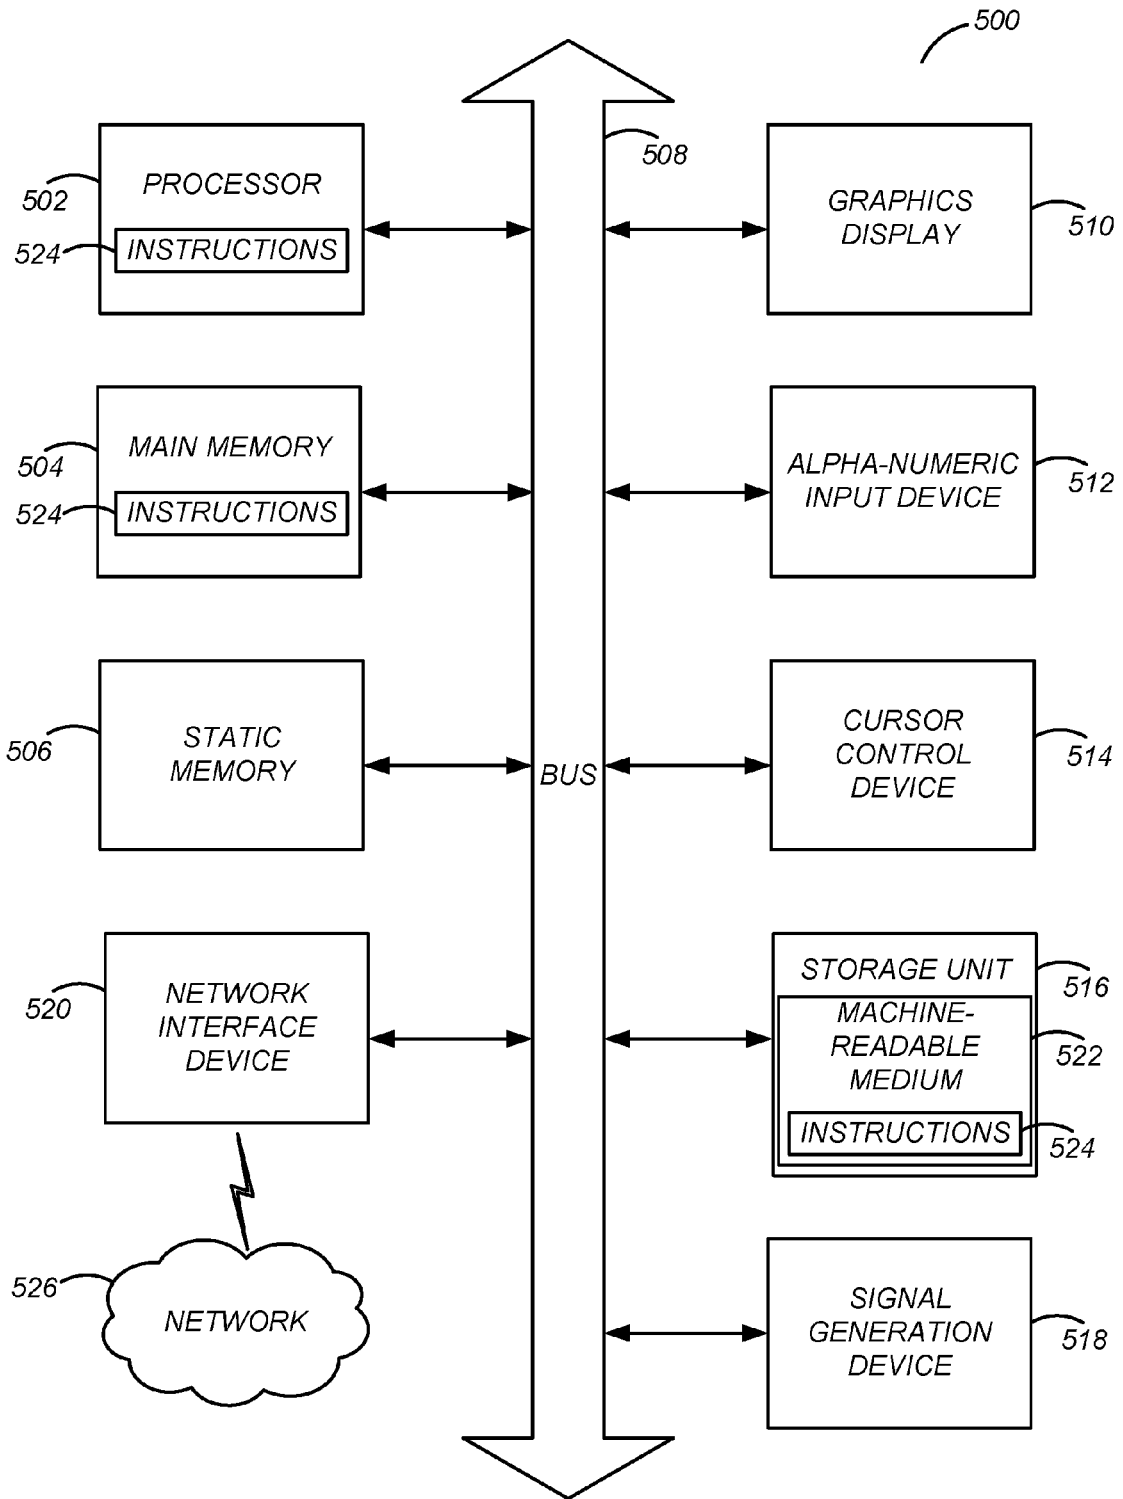 500
508
PROCESSOR
502
524
INSTRUCTIONS
GRAPHICS
DISPLAY
510
MAIN MEMORY
504
524
INSTRUCTIONS
ALPHA-NUMERIC
INPUT DEVICE
512
STATIC
MEMORY
506
BUS
CURSOR
CONTROL
DEVICE
514
NETWORK
INTERFACE
DEVICE
520
STORAGE UNIT
516
MACHINE-
READABLE
MEDIUM
522
INSTRUCTIONS
524
526
NETWORK
SIGNAL
GENERATION
DEVICE
518